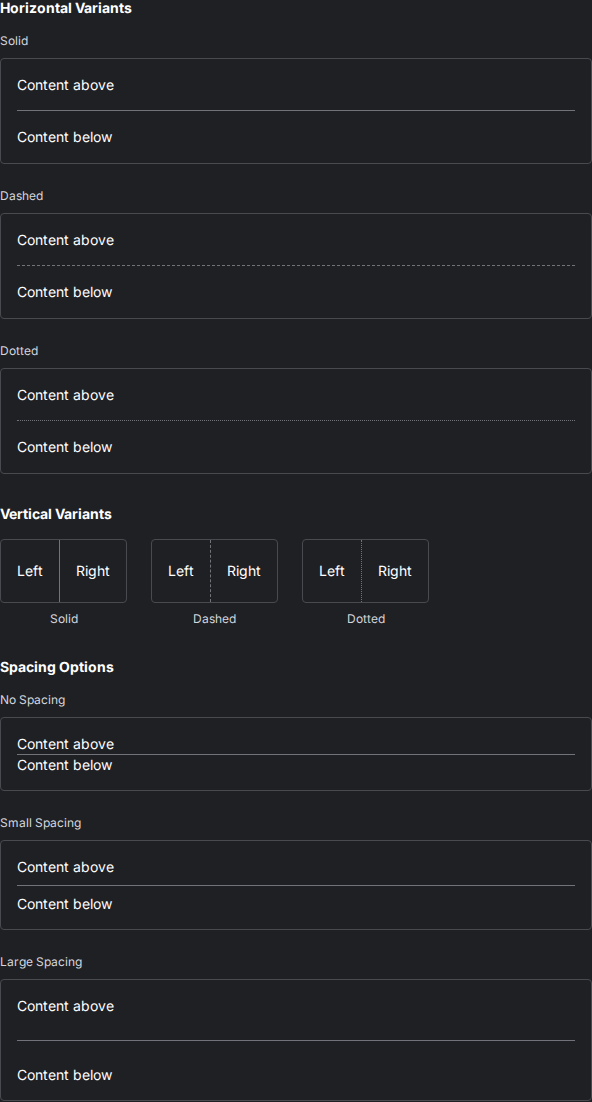 Horizontal Variants
Solid
Content above
Content below
Dashed
Content above
Content below
Dotted
Content above
Content below
Vertical Variants
Left Right Left Right Left Right
Solid Dashed Dotted
Spacing Options
No Spacing
Content above
Content below
Small Spacing
Content above
Content below
Large Spacing
Content above
Content below